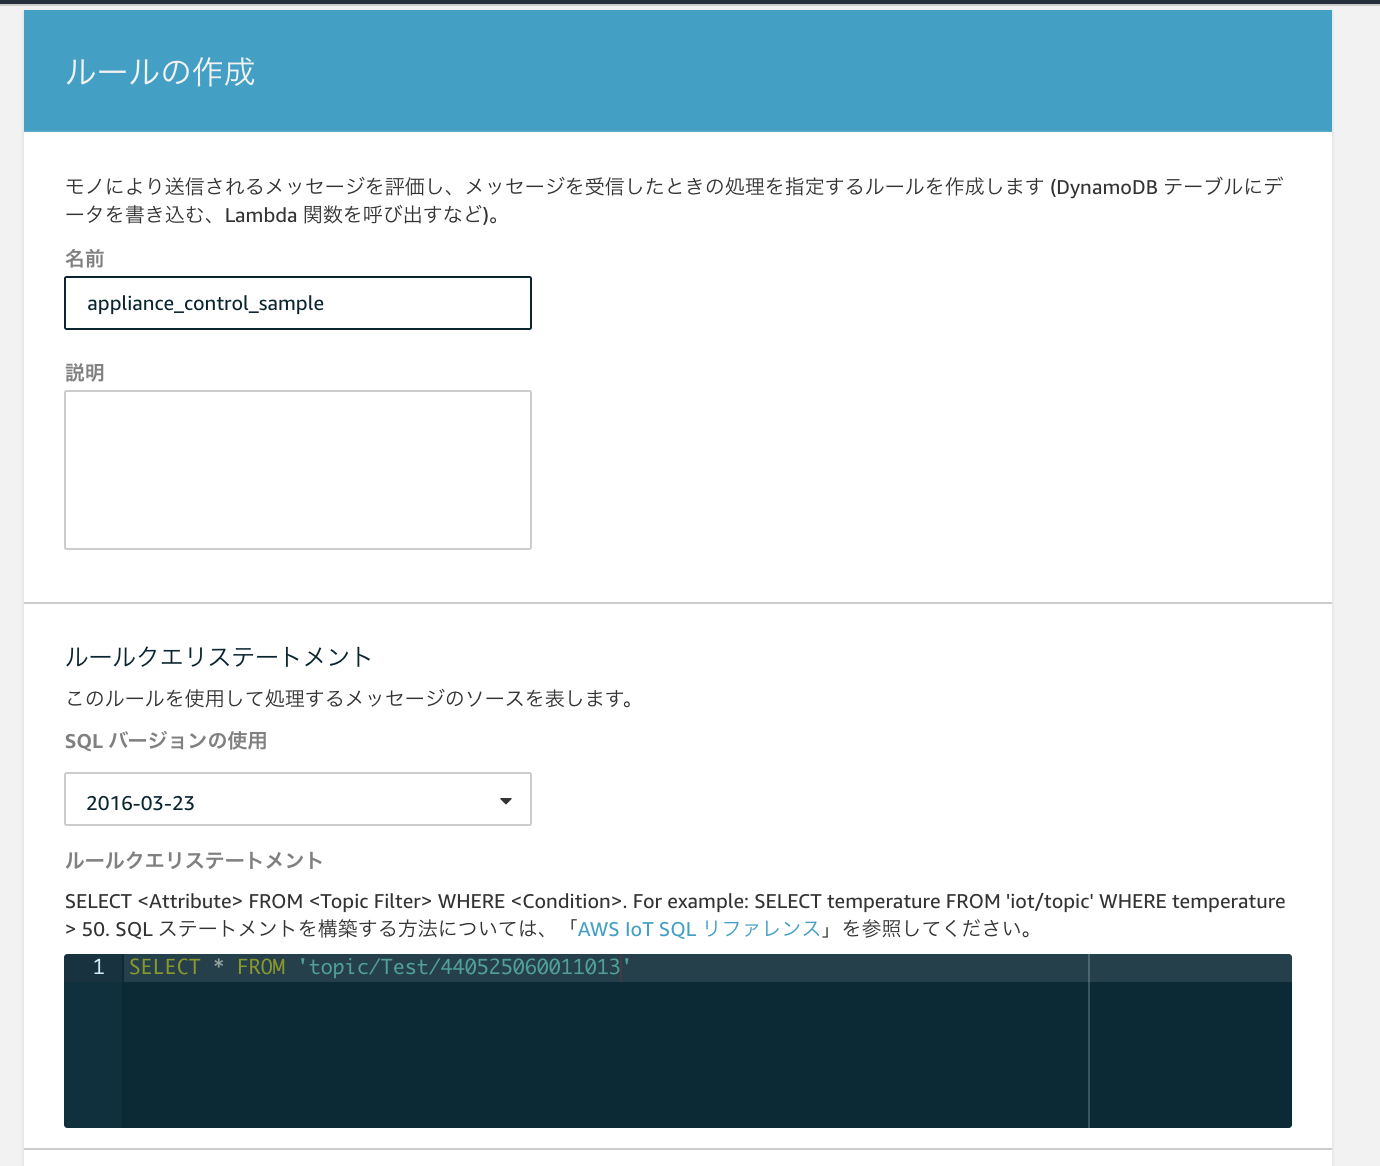 ルールの作成
モノにより送信されるメッセージを評価し、メッセージを受信したときの処理を指定するルールを作成します (DynamoDB テーブルにデ
ータを書き込む、Lambda 関数を呼び出すなど)。
名前
appliance_control_sample
説明
ルールクエリステートメント
このルールを使用して処理するメッセージのソースを表します。
SQL バージョンの使用
2016-03-23
ルールクエリステートメント
SELECT <Attribute> FROM <Topic Filter> WHERE <Condition>. For example: SELECT temperature FROM 'iot/topic' WHERE temperature
> 50. SQL ステートメントを構築する方法については、「AWS IoT SQL リファレンス」を参照してください。
1 SELECT * FROM 'topic/Test/440525060011013'